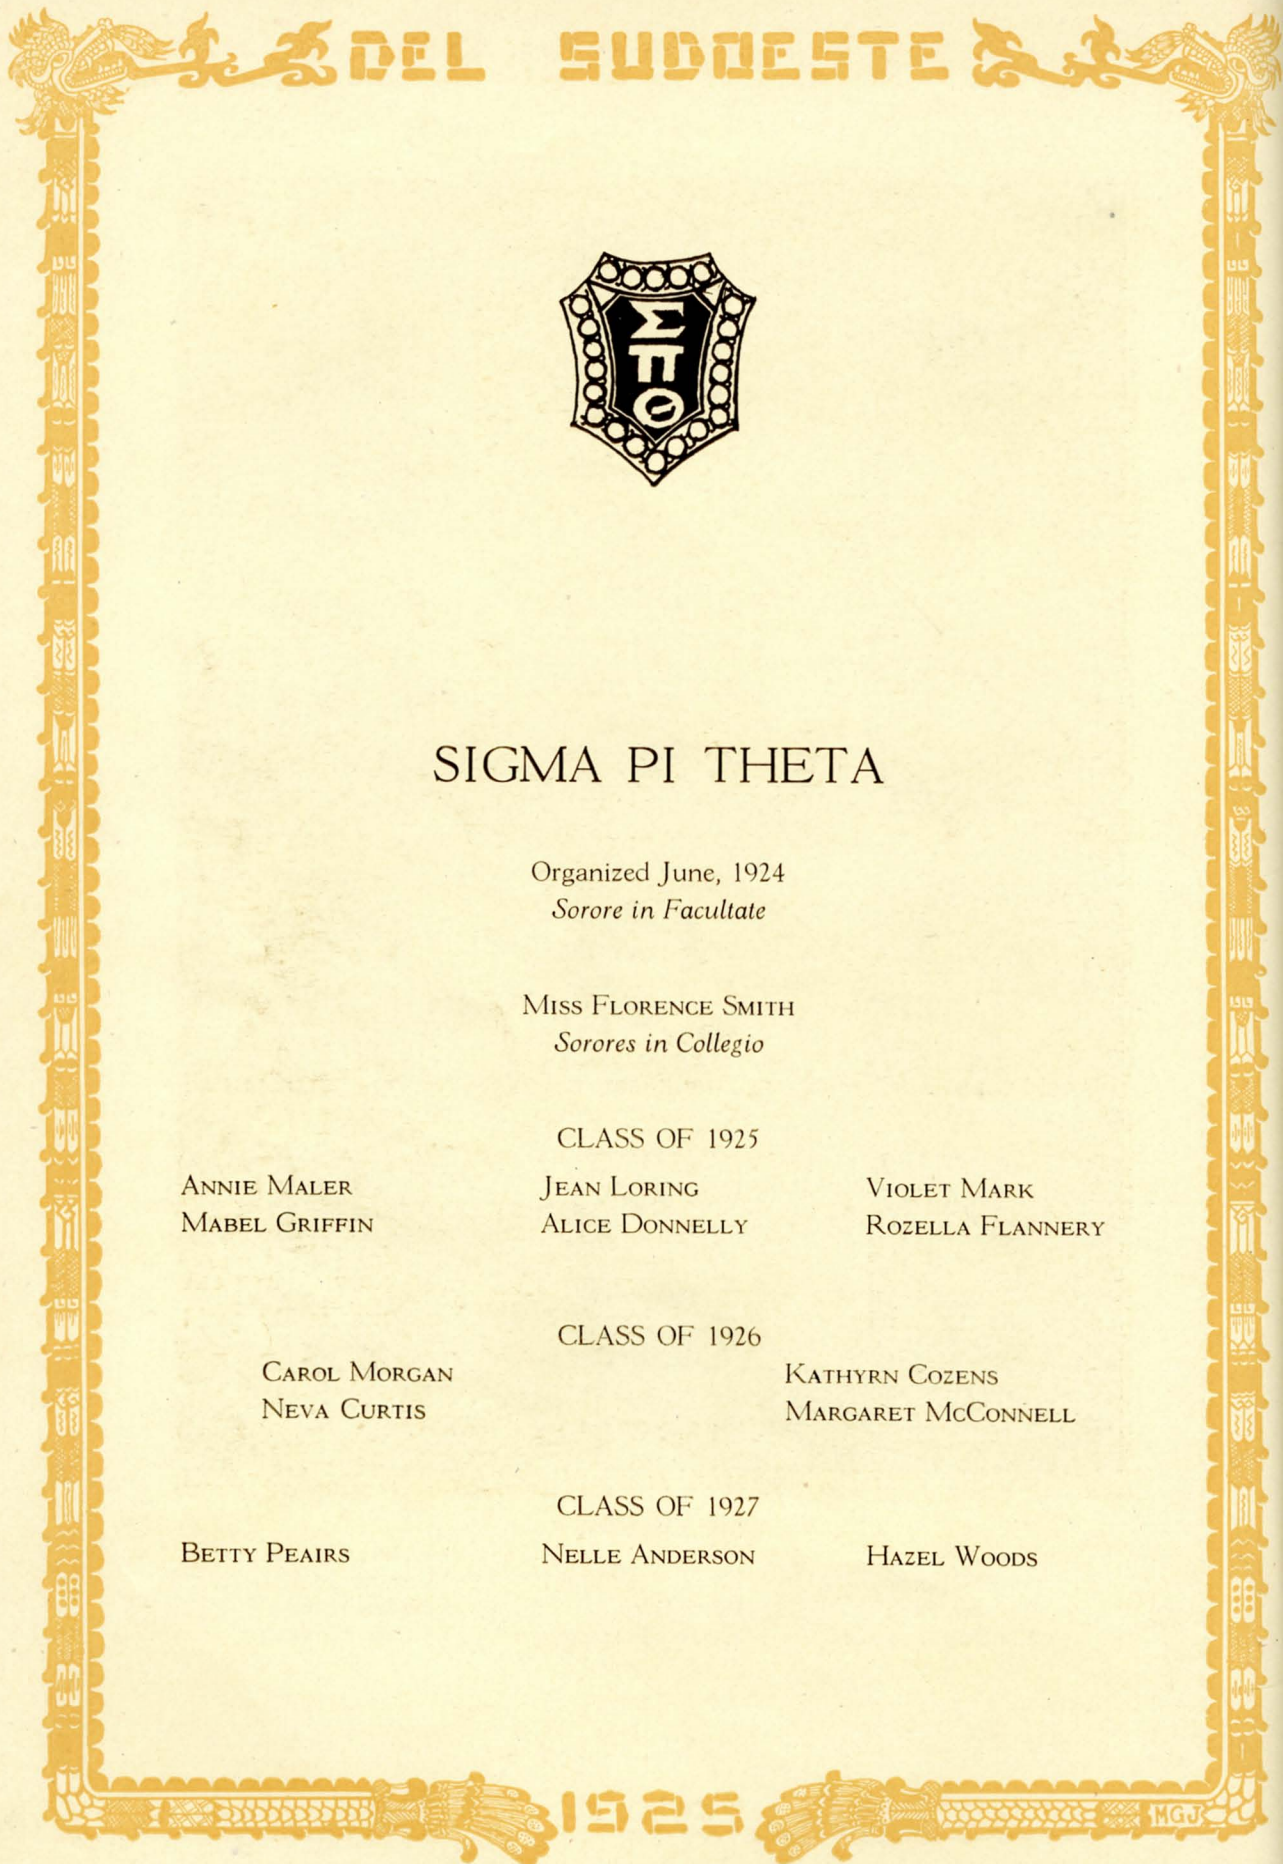 DEL SUDOESTE
Σ
Π
Θ
SIGMA PI THETA
Organized June, 1924
Sorore in Facultate
MISS FLORENCE SMITH
Sorores in Collegio
CLASS OF 1925
ANNIE MALER JEAN LORING VIOLET MARK
MABEL GRIFFIN ALICE DONNELLY ROZELLA FLANNERY
CLASS OF 1926
CAROL MORGAN KATHYRN COZENS
NEVA CURTIS MARGARET MCCONNELL
CLASS OF 1927
BETTY PEAIRS NELLE ANDERSON HAZEL WOODS
1925
MGJ